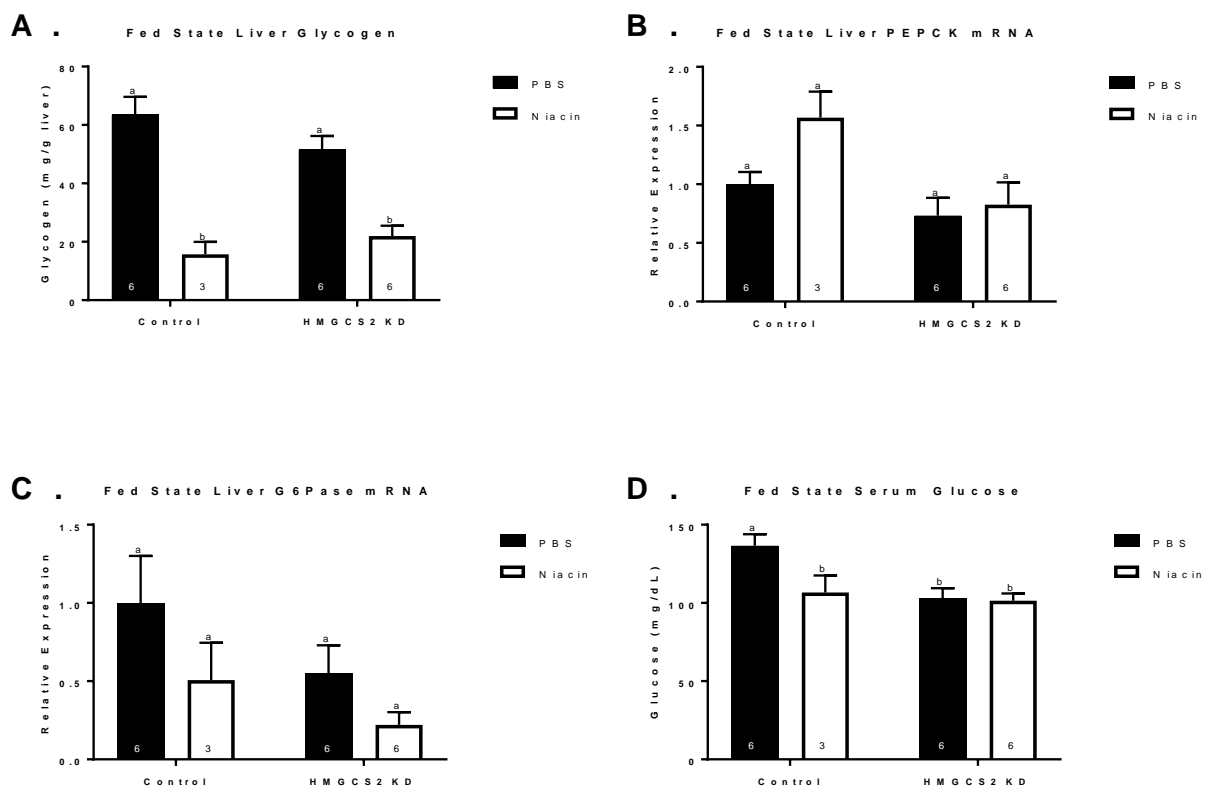 A .
Fed State Liver Glycogen
Glycogen (mg/g liver)
80
60
40
20
0
a
b
a
b
6
3
6
6
Control
HMGCS2 KD
PBS
Niacin
B .
Fed State Liver PEPCK mRNA
Relative Expression
2.0
1.5
1.0
0.5
0.0
a
a
a
a
6
3
6
6
Control
HMGCS2 KD
PBS
Niacin
C .
Fed State Liver G6Pase mRNA
Relative Expression
1.5
1.0
0.5
0.0
a
a
a
a
6
3
6
6
Control
HMGCS2 KD
PBS
Niacin
D .
Fed State Serum Glucose
Glucose (mg/dL)
150
100
50
0
a
b
b
b
6
3
6
6
Control
HMGCS2 KD
PBS
Niacin